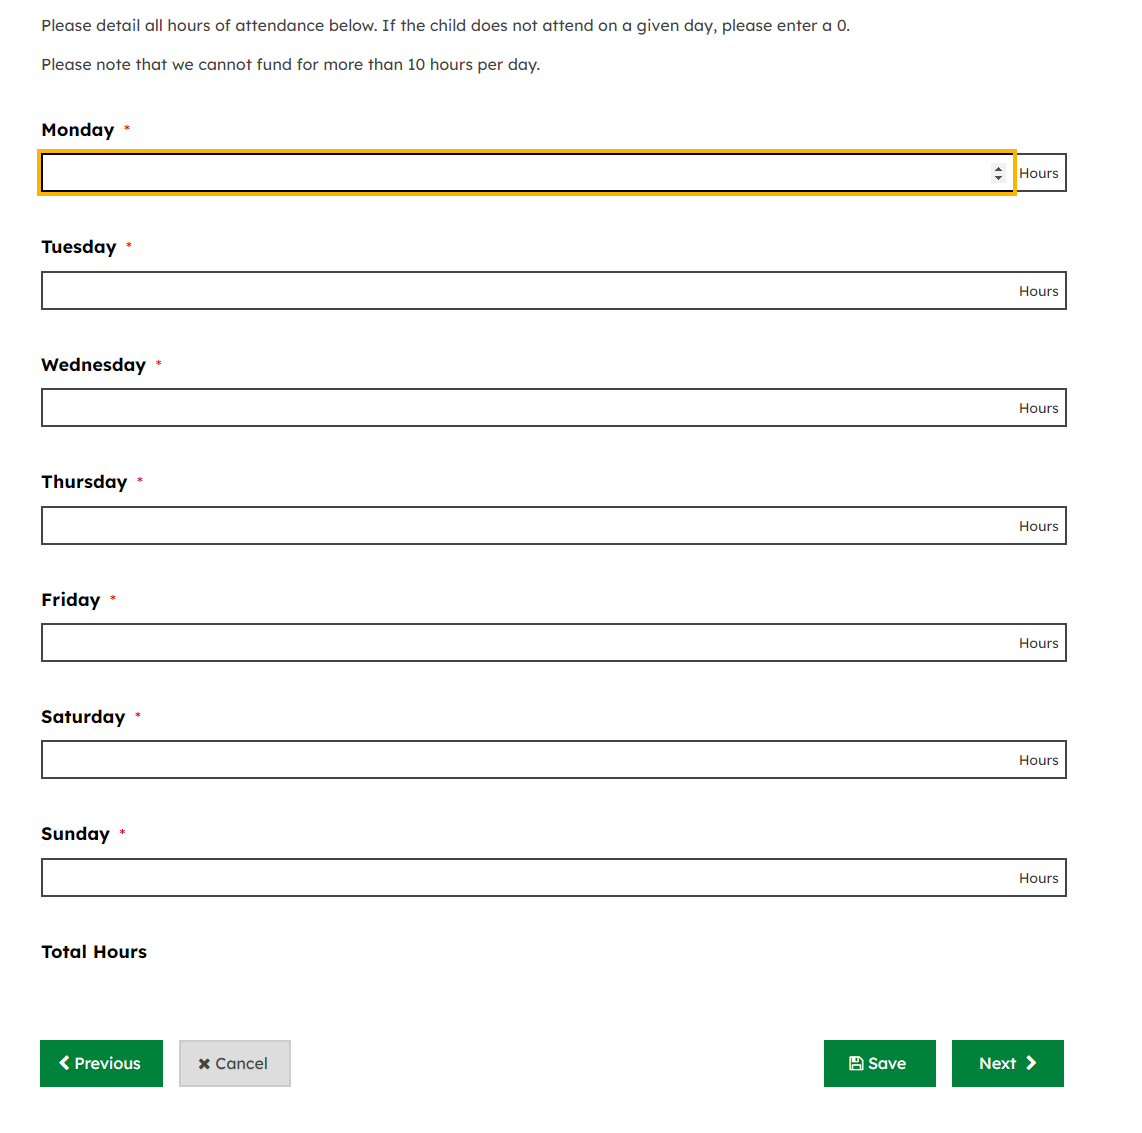 Please detail all hours of attendance below. If the child does not attend on a given day, please enter a 0.
Please note that we cannot fund for more than 10 hours per day.
Monday *
Hours
Tuesday *
Hours
Wednesday *
Hours
Thursday *
Hours
Friday *
Hours
Saturday *
Hours
Sunday *
Hours
Total Hours
Previous Cancel Save Next